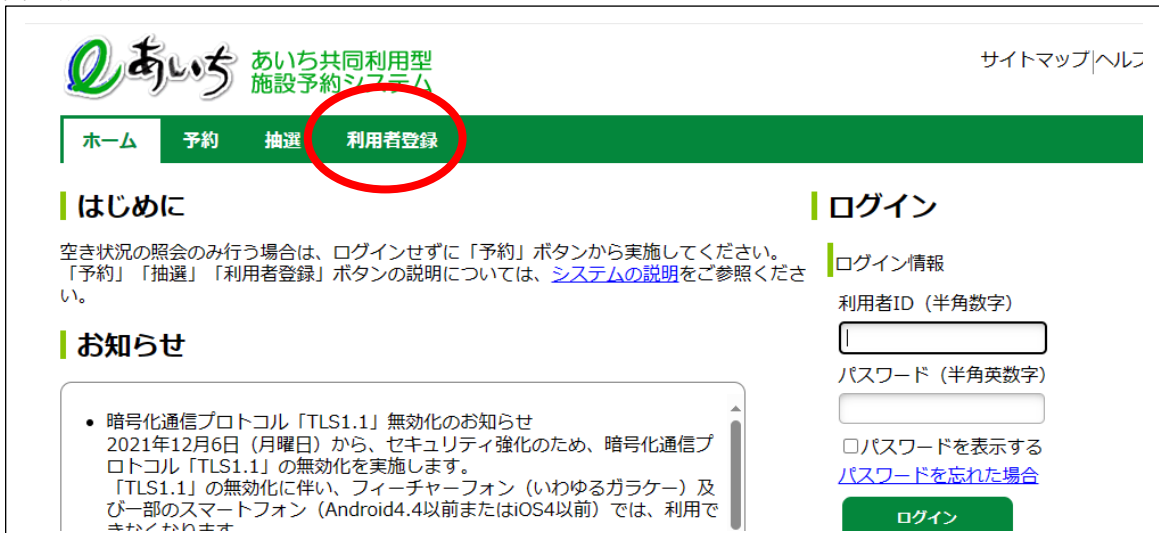 あいち
あいち共同利用型
施設予約システム
サイトマップ|ヘルプ
ホーム 予約 抽選 利用者登録
はじめに
空き状況の照会のみ行う場合は、ログインせずに「予約」ボタンから実施してください。
「予約」「抽選」「利用者登録」ボタンの説明については、システムの説明をご参照くださ
い。
お知らせ
• 暗号化通信プロトコル「TLS1.1」無効化のお知らせ
2021年12月6日（月曜日）から、セキュリティ強化のため、暗号化通信プ
ロトコル「TLS1.1」の無効化を実施します。
「TLS1.1」の無効化に伴い、フィーチャーフォン（いわゆるガラケー）及
び一部のスマートフォン（Android4.4以前またはiOS4以前）では、利用で
きなくなります
ログイン
ログイン情報
利用者ID（半角数字）
パスワード（半角英数字）
パスワードを表示する
パスワードを忘れた場合
ログイン